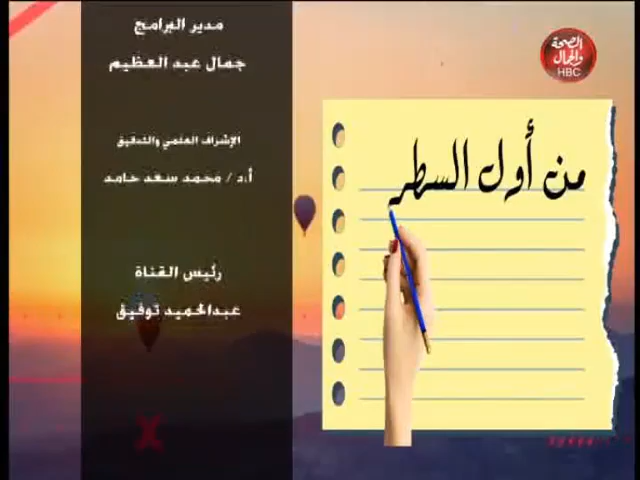 مدير البرامج
جمال عبد العظيم
الإشراف العلمي والتدقيق
أ.د / محمد سعد حامد
رئيس القناة
عبدالحميد توفيق
الصحة
والجمال
HBC
من أول السطر